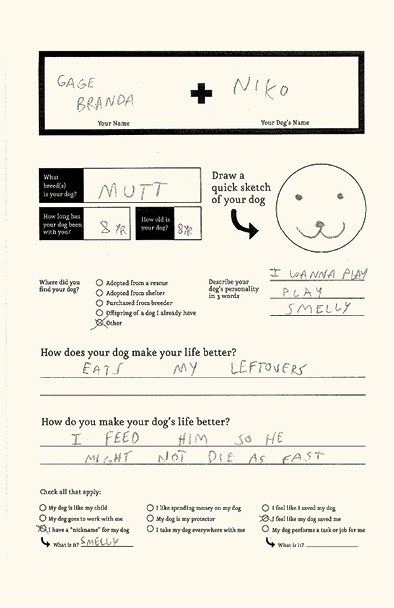 GAGE
BRANDA
+
NIKO
Your Name
Your Dog's Name
What
breed(s)
is your dog?
MUTT
How long has
your dog been
with you?
8 YR
How old is
your dog?
8 YR
Draw a
quick sketch
of your dog
Where did you
find your dog?
Adopted from a rescue
Adopted from shelter
Purchased from breeder
Offspring of a dog I already have
Other
Describe your
dog's personality
in 3 words
I WANNA PLAY
PLAY
SMELLY
How does your dog make your life better?
EATS MY LEFTOVERS
How do you make your dog's life better?
I FEED HIM SO HE
MIGHT NOT DIE AS FAST
Check all that apply:
My dog is like my child
My dog goes to work with me
I have a "nickname" for my dog
What is it? SMELLY
I like spending money on my dog
My dog is my protector
I take my dog everywhere with me
I feel like I saved my dog
I feel like my dog saved me
My dog performs a task or job for me
What is it?